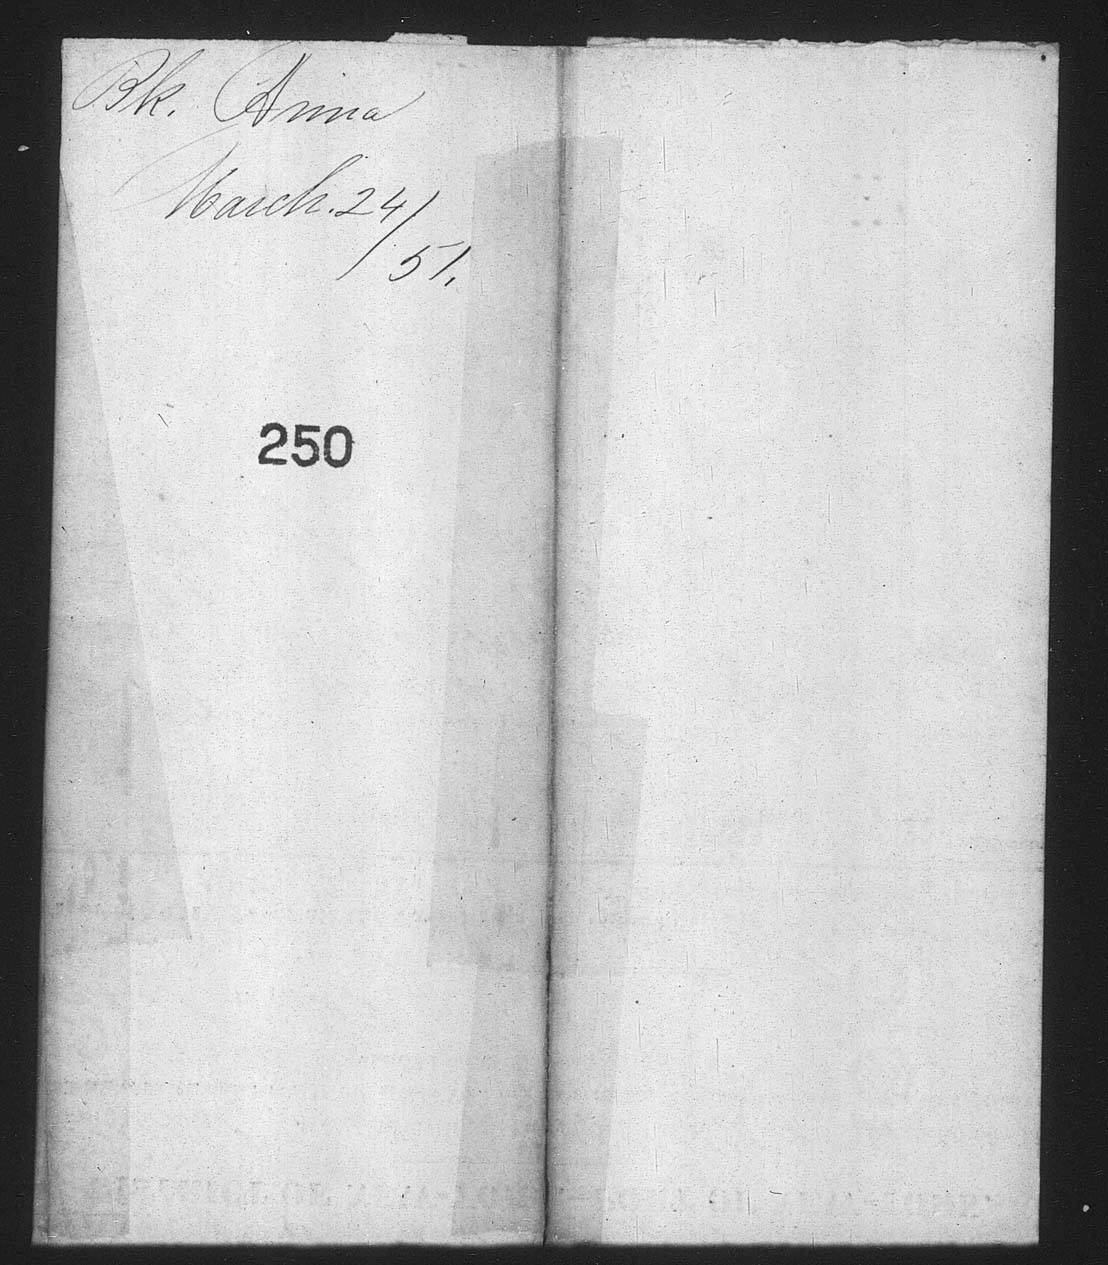 Bk. Anna
March. 24/
51.
250